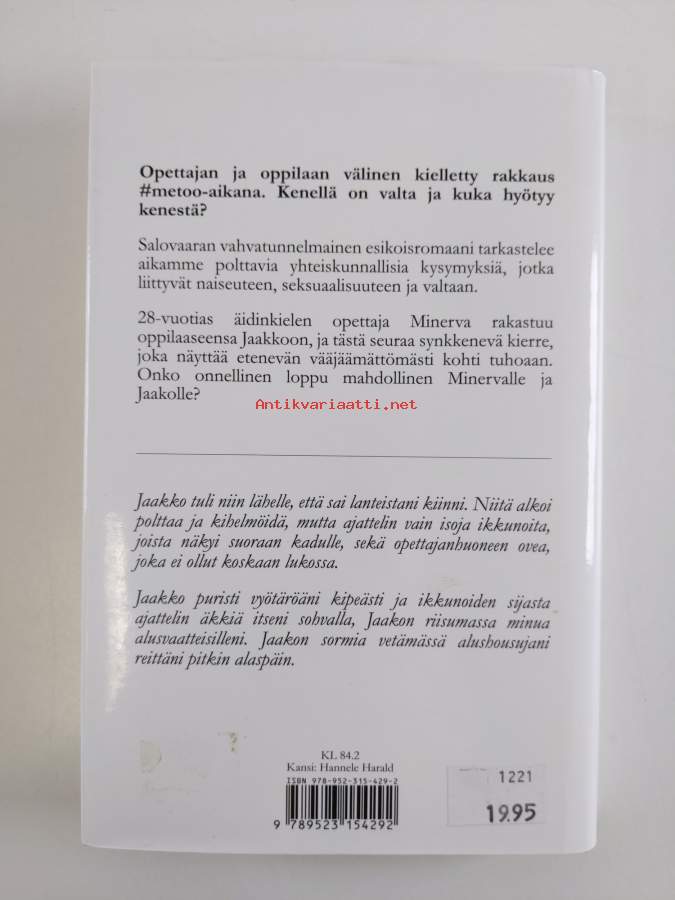 Opettajan ja oppilaan välinen kielletty rakkaus
#metoo-aikana. Kenellä on valta ja kuka hyötyy
kenestä?
Salovaaran vahvatunnelmainen esikoisromaani tarkastelee
aikamme polttavia yhteiskunnallisia kysymyksiä, jotka
liittyvät naiseuteen, seksuaalisuuteen ja valtaan.
28-vuotias äidinkielen opettaja Minerva rakastuu
oppilaaseensa Jaakkoon, ja tästä seuraa synkkenevä kierre,
joka näyttää etenevän vääjäämättömästi kohti tuhoaan.
Onko onnellinen loppu mahdollinen Minervalle ja
Jaakolle?
Antikvariaatti.net
Jaakko tuli niin lähelle, että sai lanteistani kiinni. Niitä alkoi
polttaa ja kihelmöidä, mutta ajattelin vain isoja ikkunoita,
joista näkyi suoraan kadulle, sekä opettajanhuoneen ovea,
joka ei ollut koskaan lukossa.
Jaakko puristi vyötäröäni kipeästi ja ikkunoiden sijasta
ajattelin äkkiä itseni sohvalla, Jaakon riisumassa minua
alusvaatteisilleni. Jaakon sormia vetämässä alushousujani
reittäni pitkin alaspäin.
KL 84.2
Kansi: Hannele Harald
ISBN 978-952-315-429-2
9 789523 154292
1221
19.95